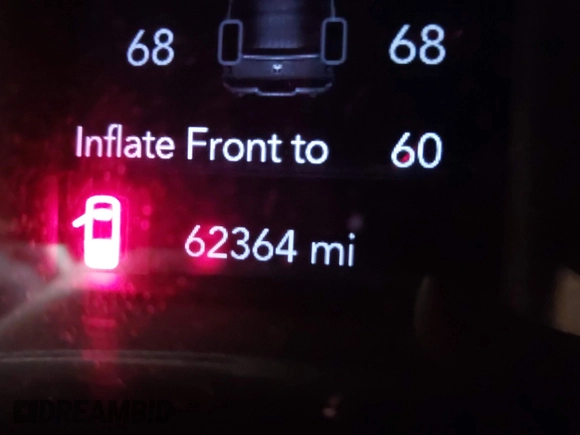 68 68
Inflate Front to 60
62364 mi
DREAMBID